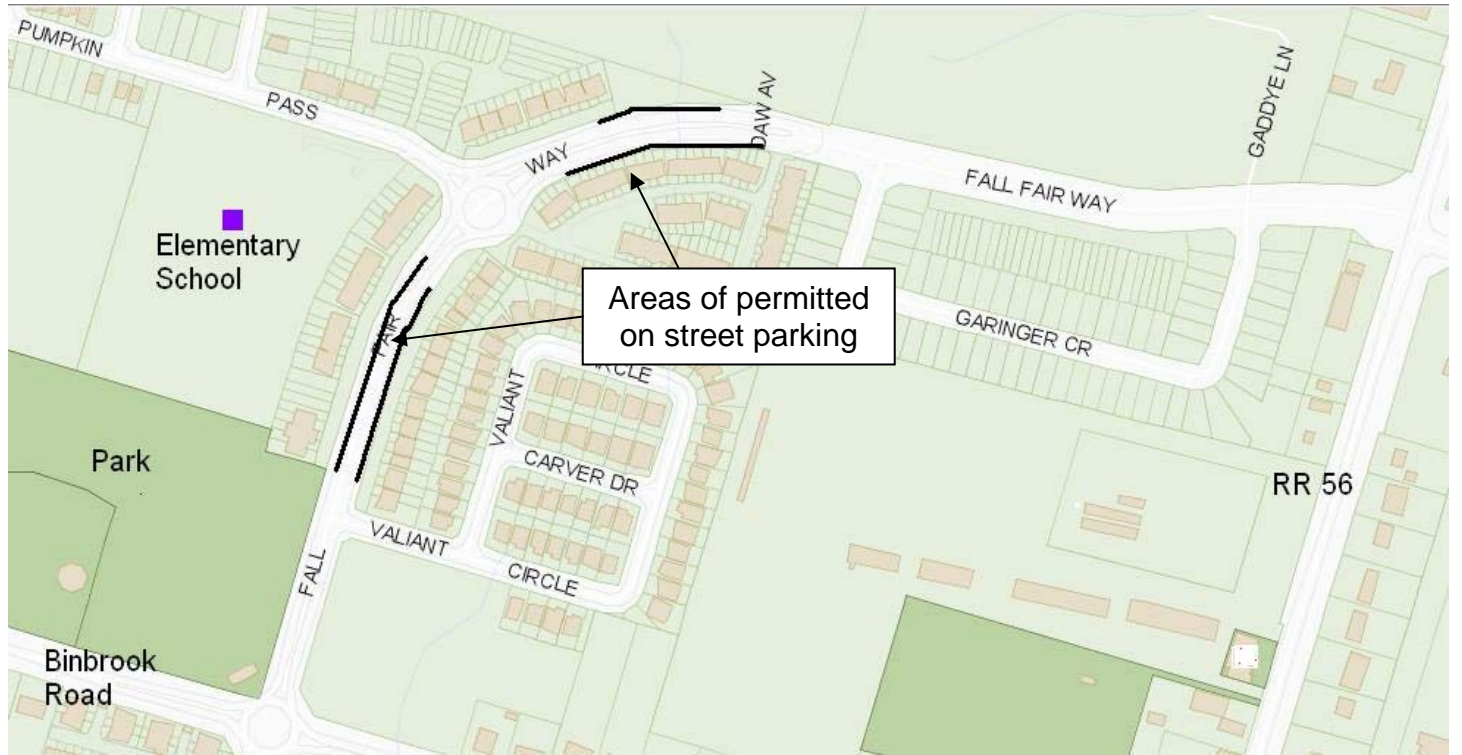 PUMPKIN
PASS
DAW AV
GADDYE LN
WAY
FALL FAIR WAY
Elementary
School
Areas of permitted
on street parking
FAIR
GARINGER CR
CLE
VALIANT
Park
CARVER DR
RR 56
VALIANT
CIRCLE
FALL
Binbrook
Road